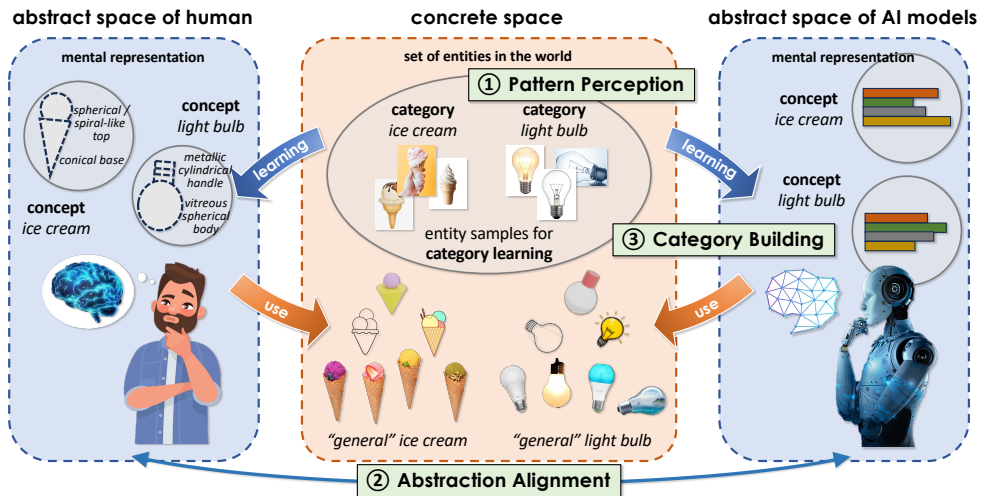 abstract space of human
concrete space
abstract space of AI models
mental representation
spherical /
spiral-like
top
conical base
concept
light bulb
metallic
cylindrical
handle
vitreous
spherical
body
concept
ice cream
learning
use
set of entities in the world
① Pattern Perception
category
ice cream
category
light bulb
entity samples for
category learning
③ Category Building
"general" ice cream
"general" light bulb
learning
use
mental representation
concept
ice cream
concept
light bulb
② Abstraction Alignment